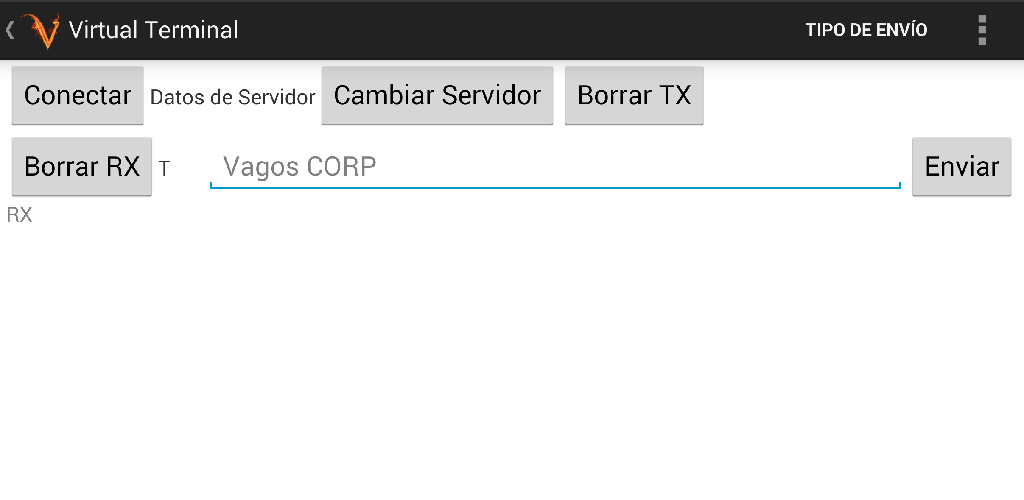 Virtual Terminal TIPO DE ENVÍO
Conectar Datos de Servidor Cambiar Servidor Borrar TX
Borrar RX T Vagos CORP Enviar
RX